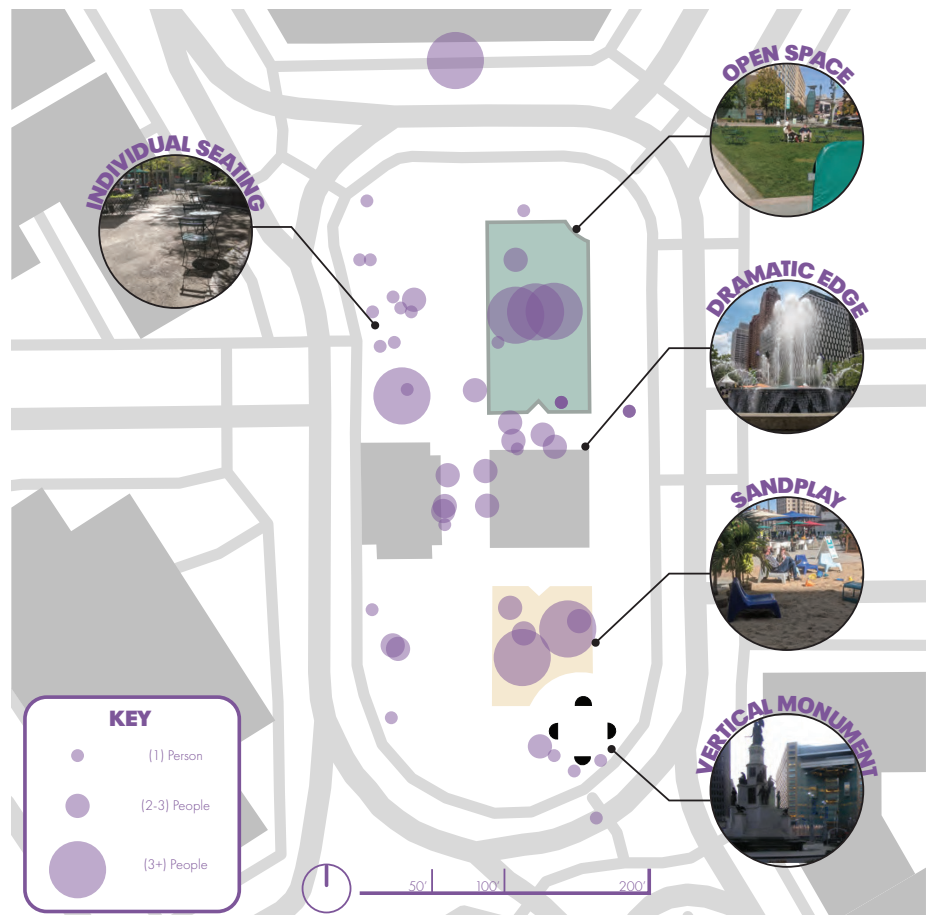 OPEN SPACE
INDIVIDUAL SEATING
DRAMATIC EDGE
SANDPLAY
VERTICAL MONUMENT
KEY
(1) Person
(2-3) People
(3+) People
50' 100' 200'